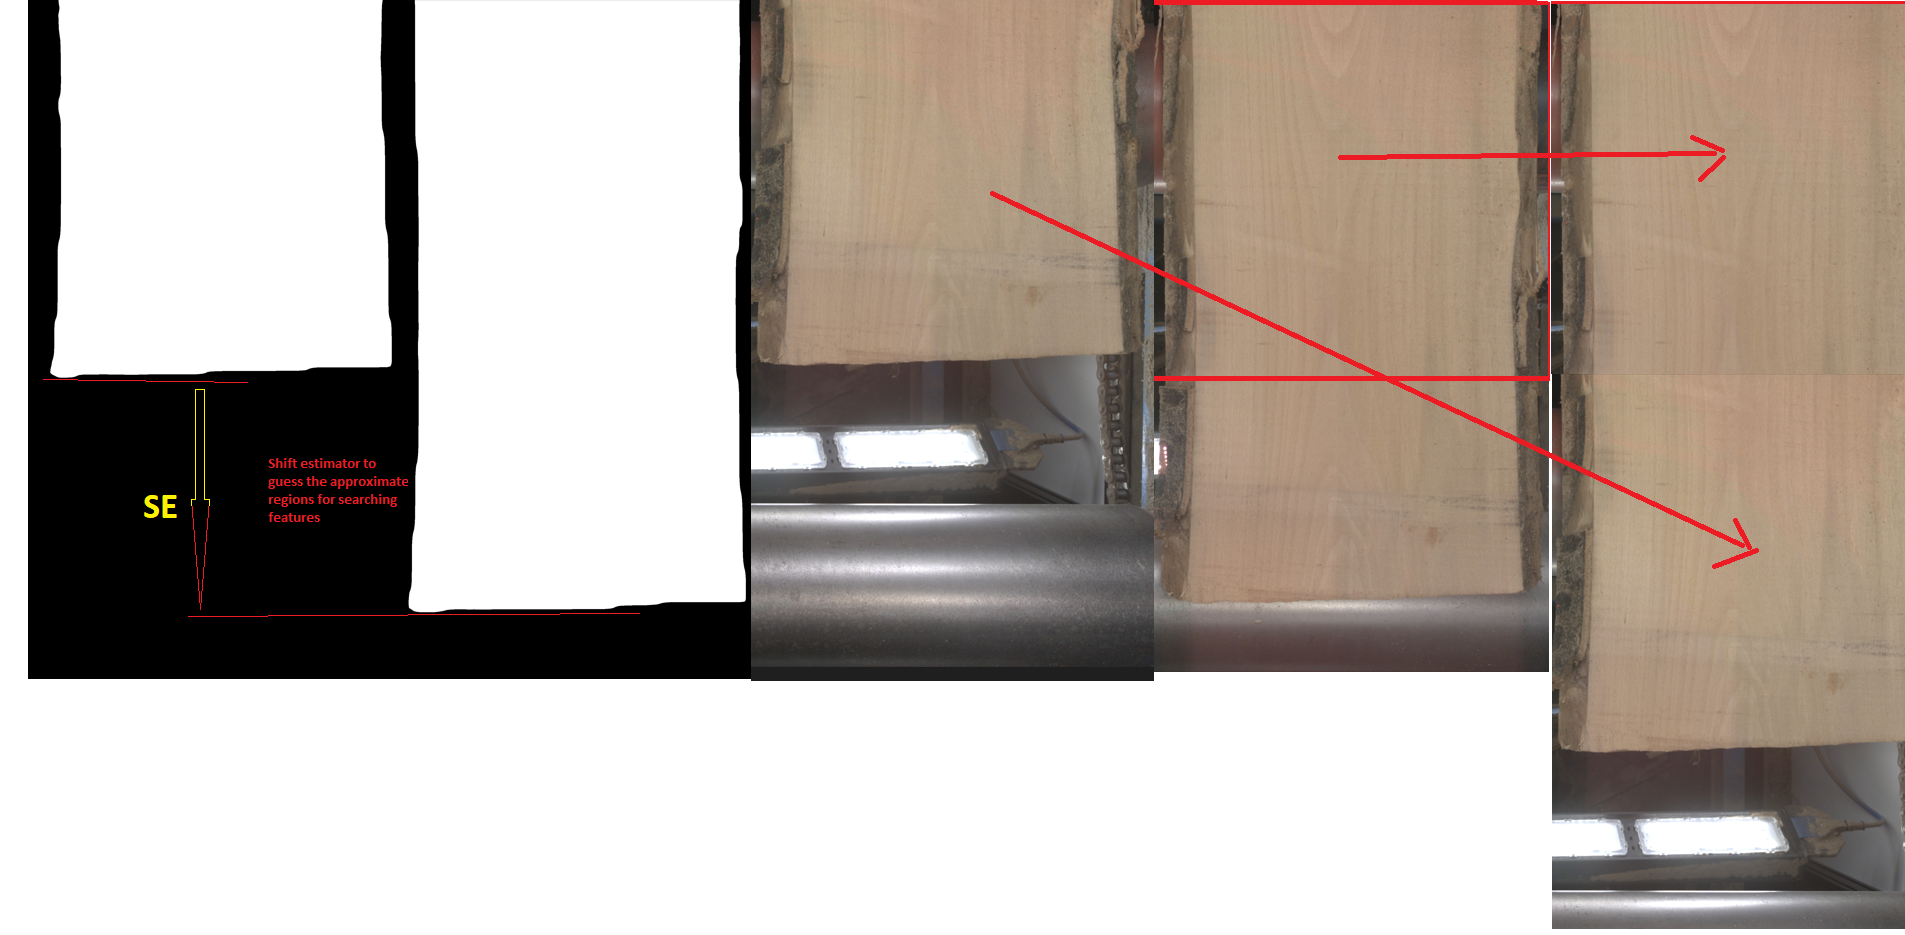 Shift estimator to
guess the approximate
regions for searching
features
SE